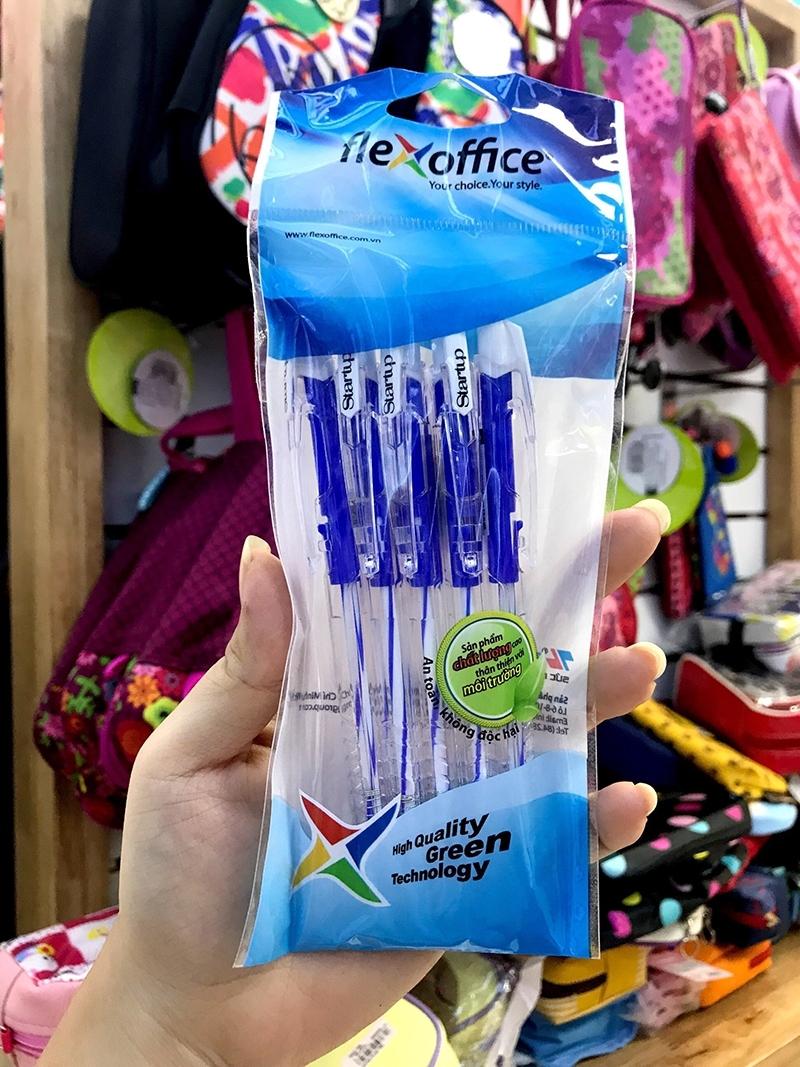 flexoffice
Your choice.Your style.
www.flexoffice.com.vn
Startup
Startup
Startup
Sản phẩm
chất lượng cao
thân thiện với
môi trường
An toàn, không độc hại
High Quality
Green
Technology